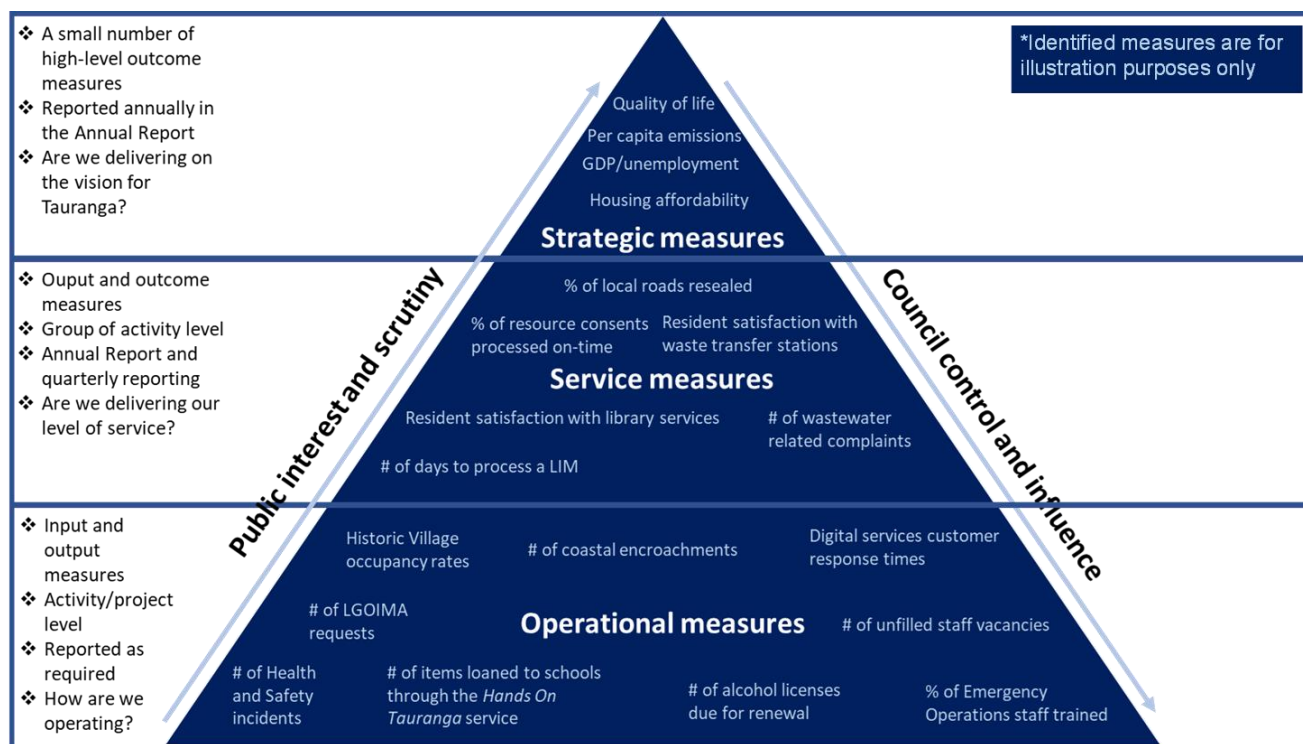 ❖ A small number of
high-level outcome
measures
❖ Reported annually in
the Annual Report
❖ Are we delivering on
the vision for
Tauranga?
*Identified measures are for
illustration purposes only
Quality of life
Per capita emissions
GDP/unemployment
Housing affordability
Strategic measures
❖ Ouput and outcome
measures
❖ Group of activity level
❖ Annual Report and
quarterly reporting
❖ Are we delivering our
level of service?
Public interest and scrutiny
Council control and influence
% of local roads resealed
% of resource consents
processed on-time
Resident satisfaction with
waste transfer stations
Service measures
Resident satisfaction with library services
# of wastewater
related complaints
# of days to process a LIM
❖ Input and
output
measures
❖ Activity/project
level
❖ Reported as
required
❖ How are we
operating?
Historic Village
occupancy rates
# of coastal encroachments
Digital services customer
response times
# of LGOIMA
requests
Operational measures
# of unfilled staff vacancies
# of Health
and Safety
incidents
# of items loaned to schools
through the Hands On
Tauranga service
# of alcohol licenses
due for renewal
% of Emergency
Operations staff trained